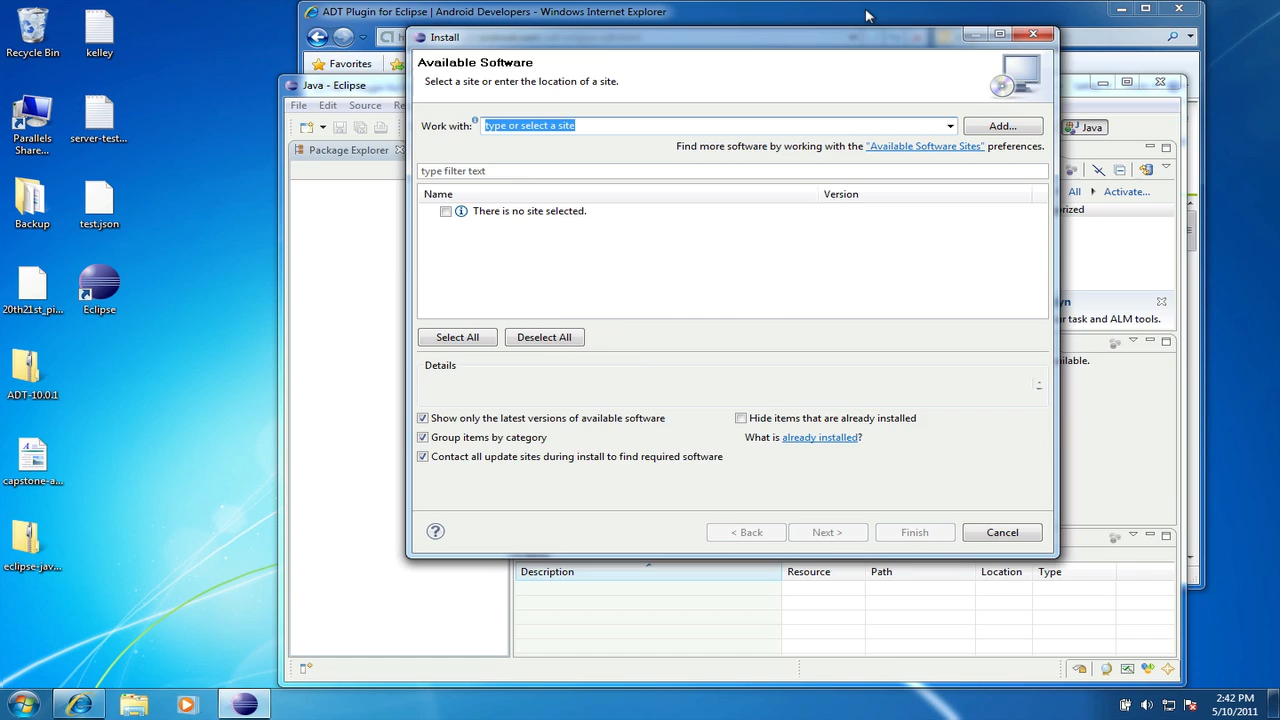 ADT Plugin for Eclipse | Android Developers - Windows Internet Explorer
Favorites
Java - Eclipse
File Edit Source
Package Explorer
Java
All
Activate...
Install
Available Software
Select a site or enter the location of a site.
Work with:
type or select a site
Add...
Find more software by working with the "Available Software Sites" preferences.
type filter text
Name Version
There is no site selected.
Select All
Deselect All
Details
Show only the latest versions of available software
Hide items that are already installed
Group items by category
What is already installed?
Contact all update sites during install to find required software
?
< Back
Next >
Finish
Cancel
task and ALM tools.
Description Resource Path Location Type
Recycle Bin
kelley
Parallels
Share...
server-test...
Backup
test.json
20th21st_pi...
Eclipse
ADT-10.0.1
capstone-a...
eclipse-jav...
2:42 PM
5/10/2011